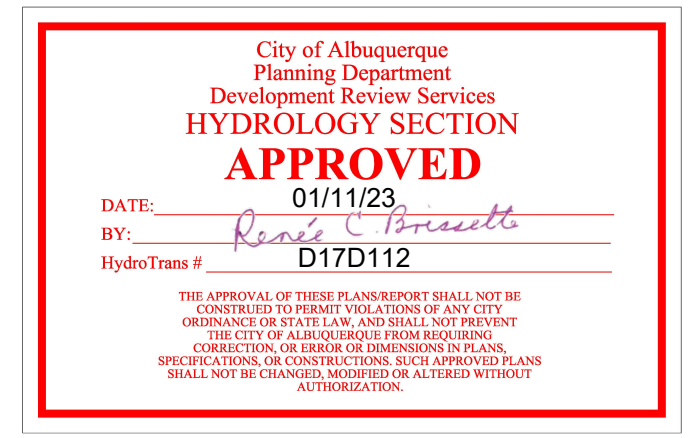 City of Albuquerque
Planning Department
Development Review Services
HYDROLOGY SECTION
APPROVED
DATE: 01/11/23
BY: Renée C. Brissette
HydroTrans # D17D112
THE APPROVAL OF THESE PLANS/REPORT SHALL NOT BE
CONSTRUED TO PERMIT VIOLATIONS OF ANY CITY
ORDINANCE OR STATE LAW, AND SHALL NOT PREVENT
THE CITY OF ALBUQUERQUE FROM REQUIRING
CORRECTION, OR ERROR OR DIMENSIONS IN PLANS,
SPECIFICATIONS, OR CONSTRUCTIONS. SUCH APPROVED PLANS
SHALL NOT BE CHANGED, MODIFIED OR ALTERED WITHOUT
AUTHORIZATION.